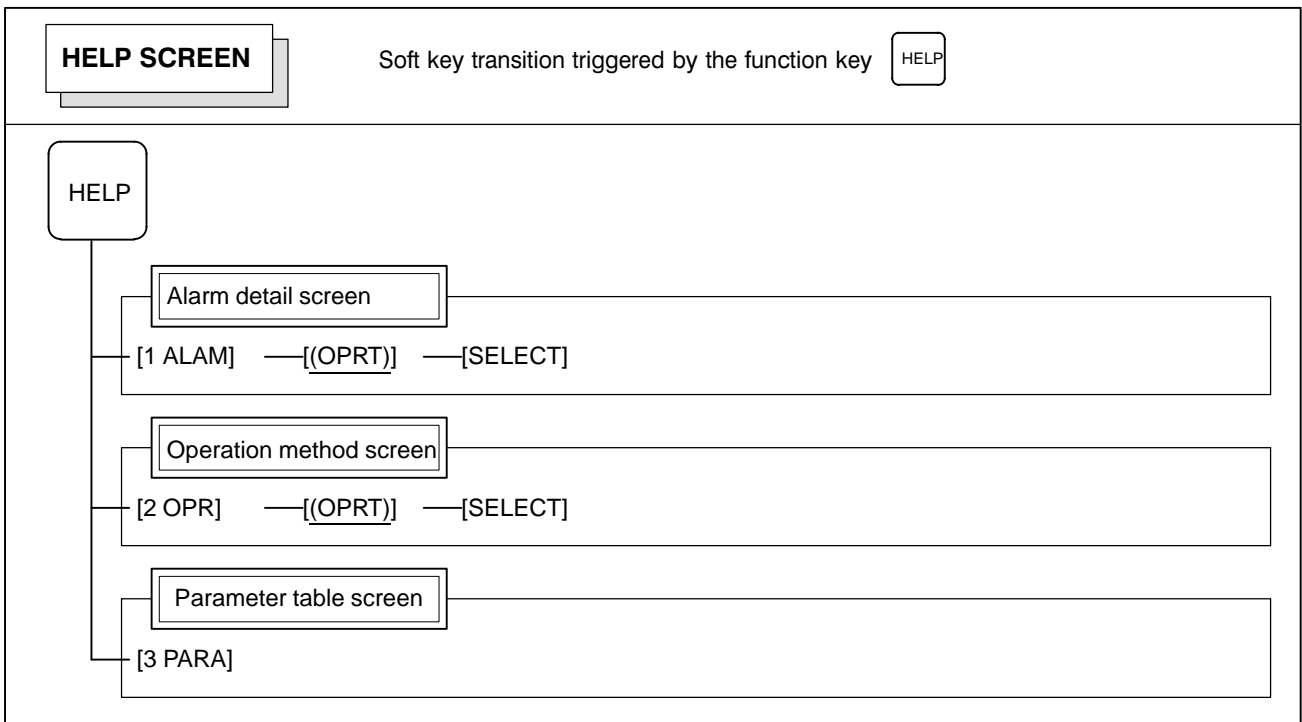 HELP SCREEN
Soft key transition triggered by the function key HELP
HELP
Alarm detail screen
[1 ALAM] [(OPRT)] [SELECT]
Operation method screen
[2 OPR] [(OPRT)] [SELECT]
Parameter table screen
[3 PARA]